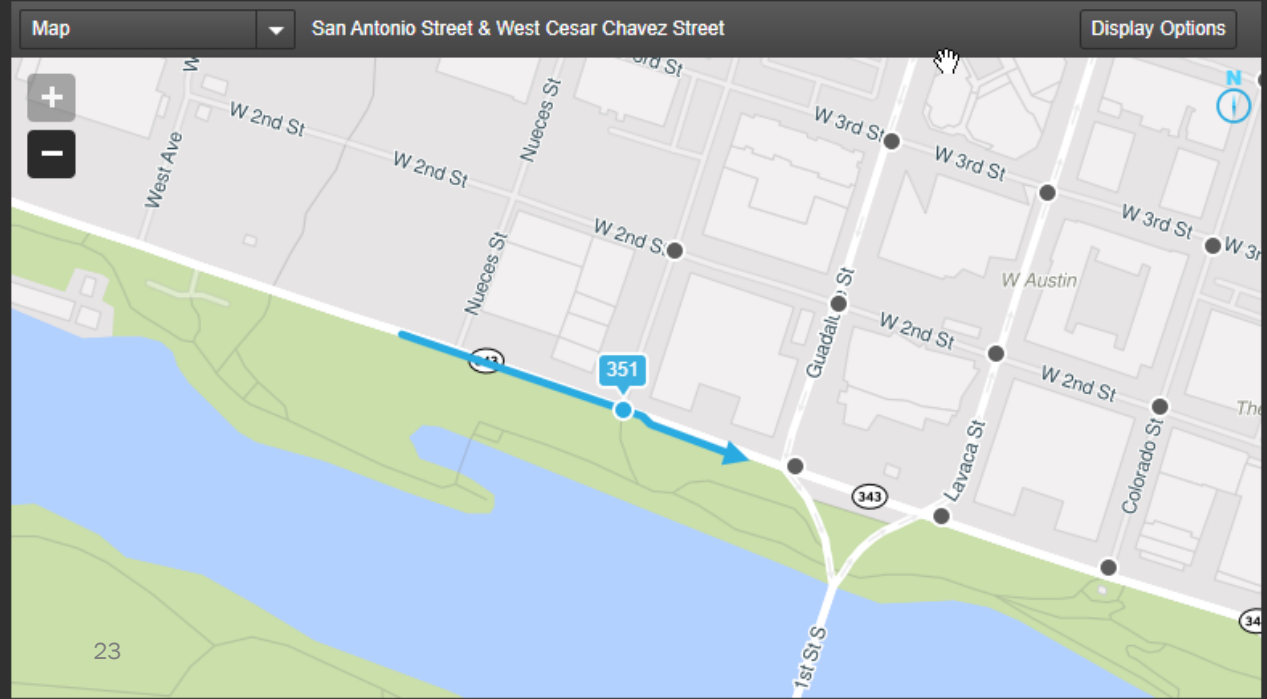 Map
San Antonio Street & West Cesar Chavez Street
Display Options
N
W 2nd St
West Ave
Nueces St
W 2nd St
W 3rd St
W 3rd St
W 3rd St
W 2nd St
Nueces St
W Austin
Guadalupe St
W 2nd St
W 2nd St
351
343
Lavaca St
Colorado St
343
23
1st St S